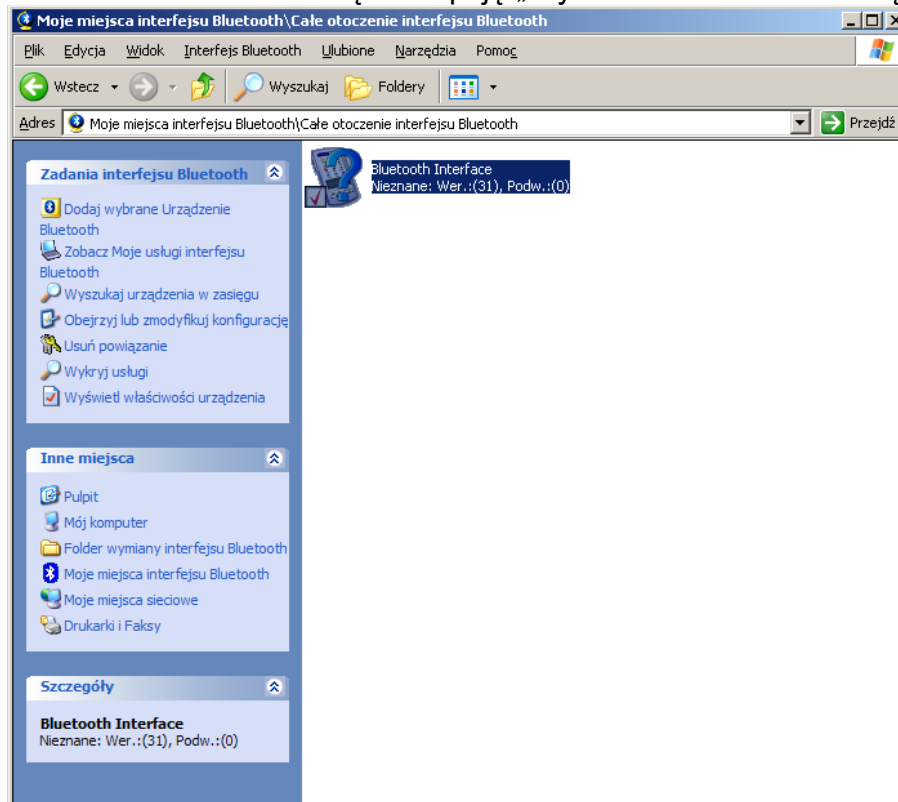 Moje miejsca interfejsu Bluetooth\Całe otoczenie interfejsu Bluetooth
Plik Edycja Widok Interfejs Bluetooth Ulubione Narzędzia Pomoc
Wstecz Wyszukaj Foldery
Adres Moje miejsca interfejsu Bluetooth\Całe otoczenie interfejsu Bluetooth Przejdź
Zadania interfejsu Bluetooth
Dodaj wybrane Urządzenie
Bluetooth
Zobacz Moje usługi interfejsu
Bluetooth
Wyszukaj urządzenia w zasięgu
Obejrzyj lub zmodyfikuj konfigurację
Usuń powiązanie
Wykryj usługi
Wyświetl właściwości urządzenia
Inne miejsca
Pulpit
Mój komputer
Folder wymiany interfejsu Bluetooth
Moje miejsca interfejsu Bluetooth
Moje miejsca sieciowe
Drukarki i Faksy
Szczegóły
Bluetooth Interface
Nieznane: Wer.:(31), Podw.:(0)
Bluetooth Interface
Nieznane: Wer.:(31), Podw.:(0)